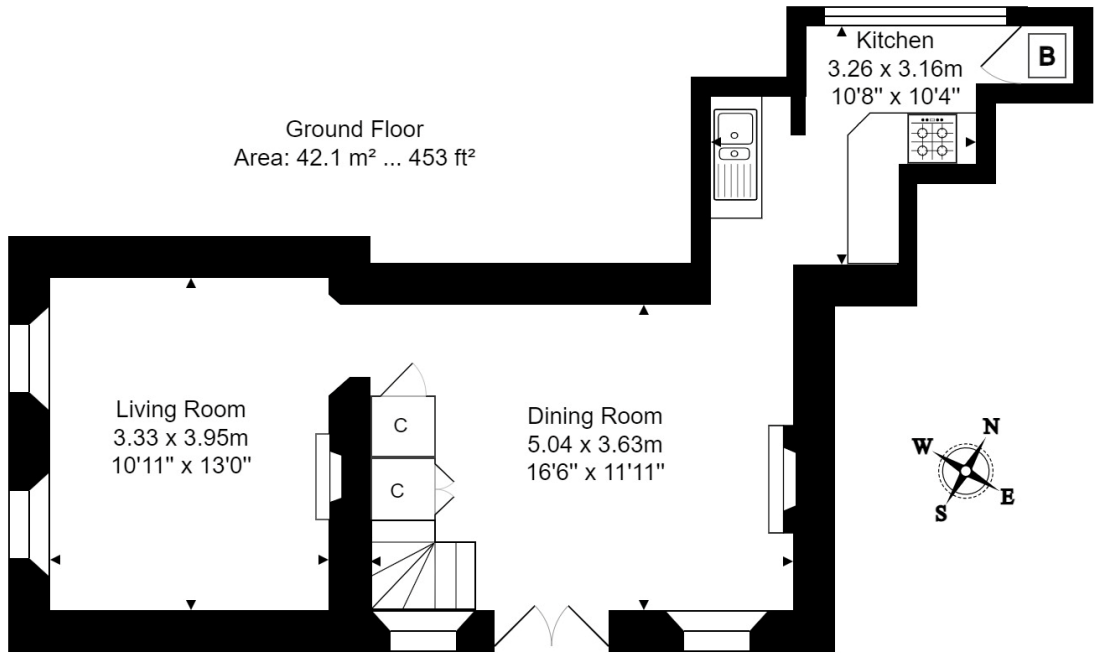 Kitchen
3.26 x 3.16m
10'8" x 10'4"
B
Ground Floor
Area: 42.1 m² ... 453 ft²
Living Room
3.33 x 3.95m
10'11" x 13'0"
C
C
Dining Room
5.04 x 3.63m
16'6" x 11'11"
N
W
E
S